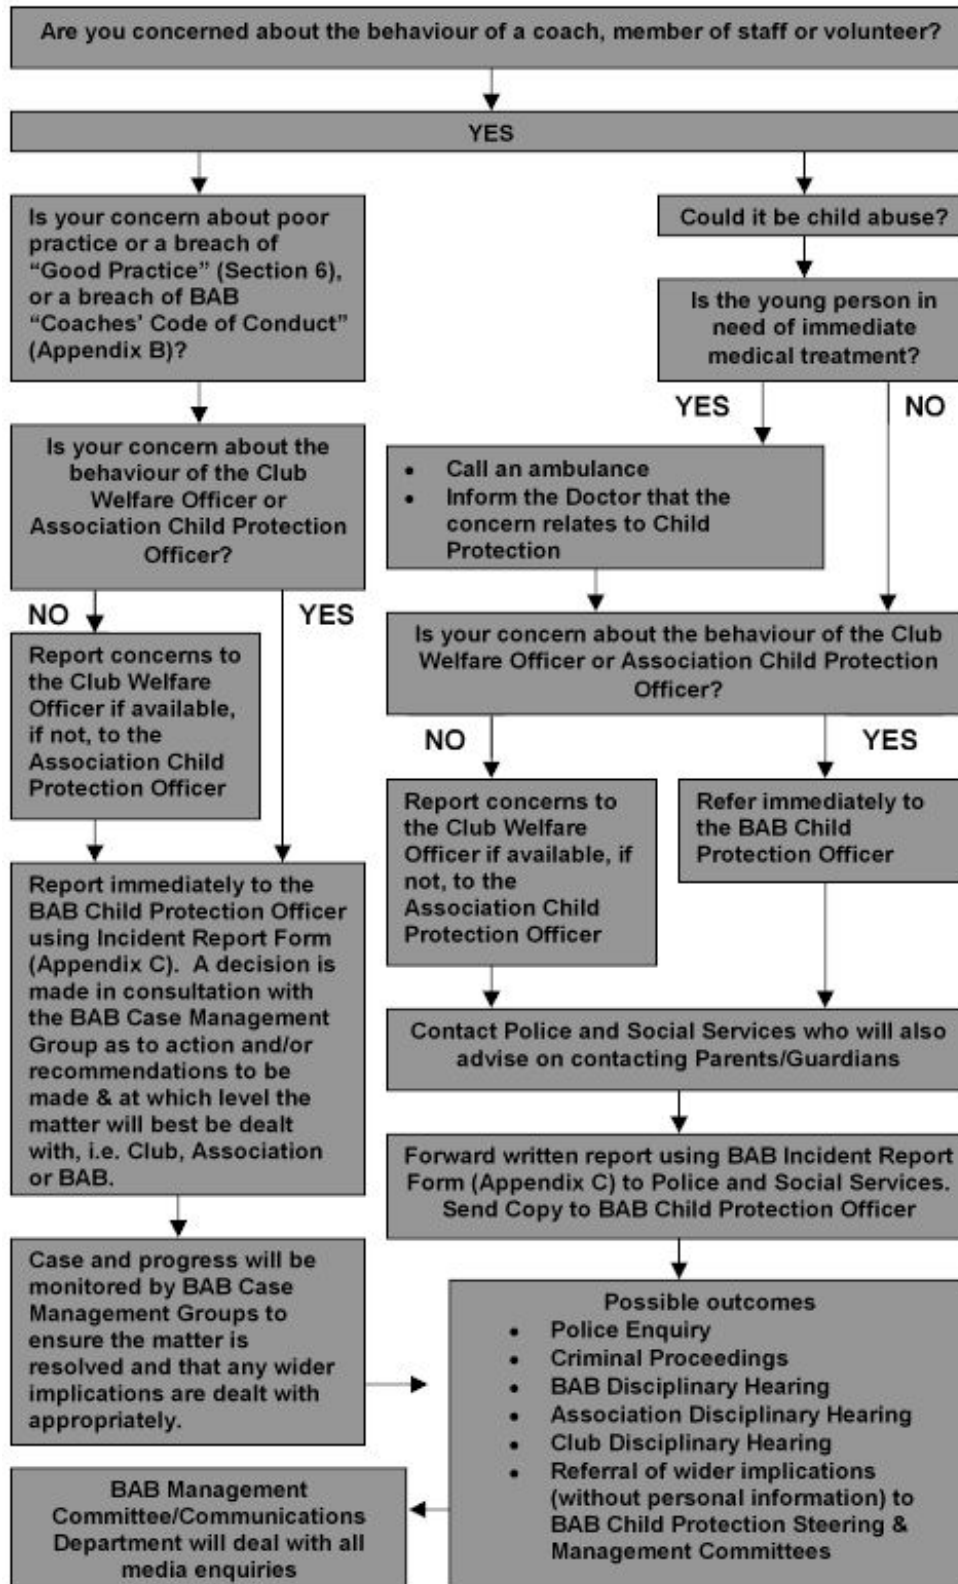 Are you concerned about the behaviour of a coach, member of staff or volunteer?
YES
Is your concern about poor
practice or a breach of
“Good Practice” (Section 6),
or a breach of BAB
“Coaches’ Code of Conduct”
(Appendix B)?
Could it be child abuse?
Is the young person in
need of immediate
medical treatment?
YES
NO
Is your concern about the
behaviour of the Club
Welfare Officer or
Association Child Protection
Officer?
• Call an ambulance
• Inform the Doctor that the
concern relates to Child
Protection
NO
YES
Report concerns to
the Club Welfare
Officer if available,
if not, to the
Association Child
Protection Officer
Is your concern about the behaviour of the Club
Welfare Officer or Association Child Protection
Officer?
NO
YES
Report concerns to
the Club Welfare
Officer if available, if
not, to the
Association Child
Protection Officer
Refer immediately to
the BAB Child
Protection Officer
Report immediately to the
BAB Child Protection Officer
using Incident Report Form
(Appendix C). A decision is
made in consultation with
the BAB Case Management
Group as to action and/or
recommendations to be
made & at which level the
matter will best be dealt
with, i.e. Club, Association
or BAB.
Contact Police and Social Services who will also
advise on contacting Parents/Guardians
Forward written report using BAB Incident Report
Form (Appendix C) to Police and Social Services.
Send Copy to BAB Child Protection Officer
Case and progress will be
monitored by BAB Case
Management Groups to
ensure the matter is
resolved and that any wider
implications are dealt with
appropriately.
Possible outcomes
• Police Enquiry
• Criminal Proceedings
• BAB Disciplinary Hearing
• Association Disciplinary Hearing
• Club Disciplinary Hearing
• Referral of wider implications
(without personal information) to
BAB Child Protection Steering &
Management Committees
BAB Management
Committee/Communications
Department will deal with all
media enquiries